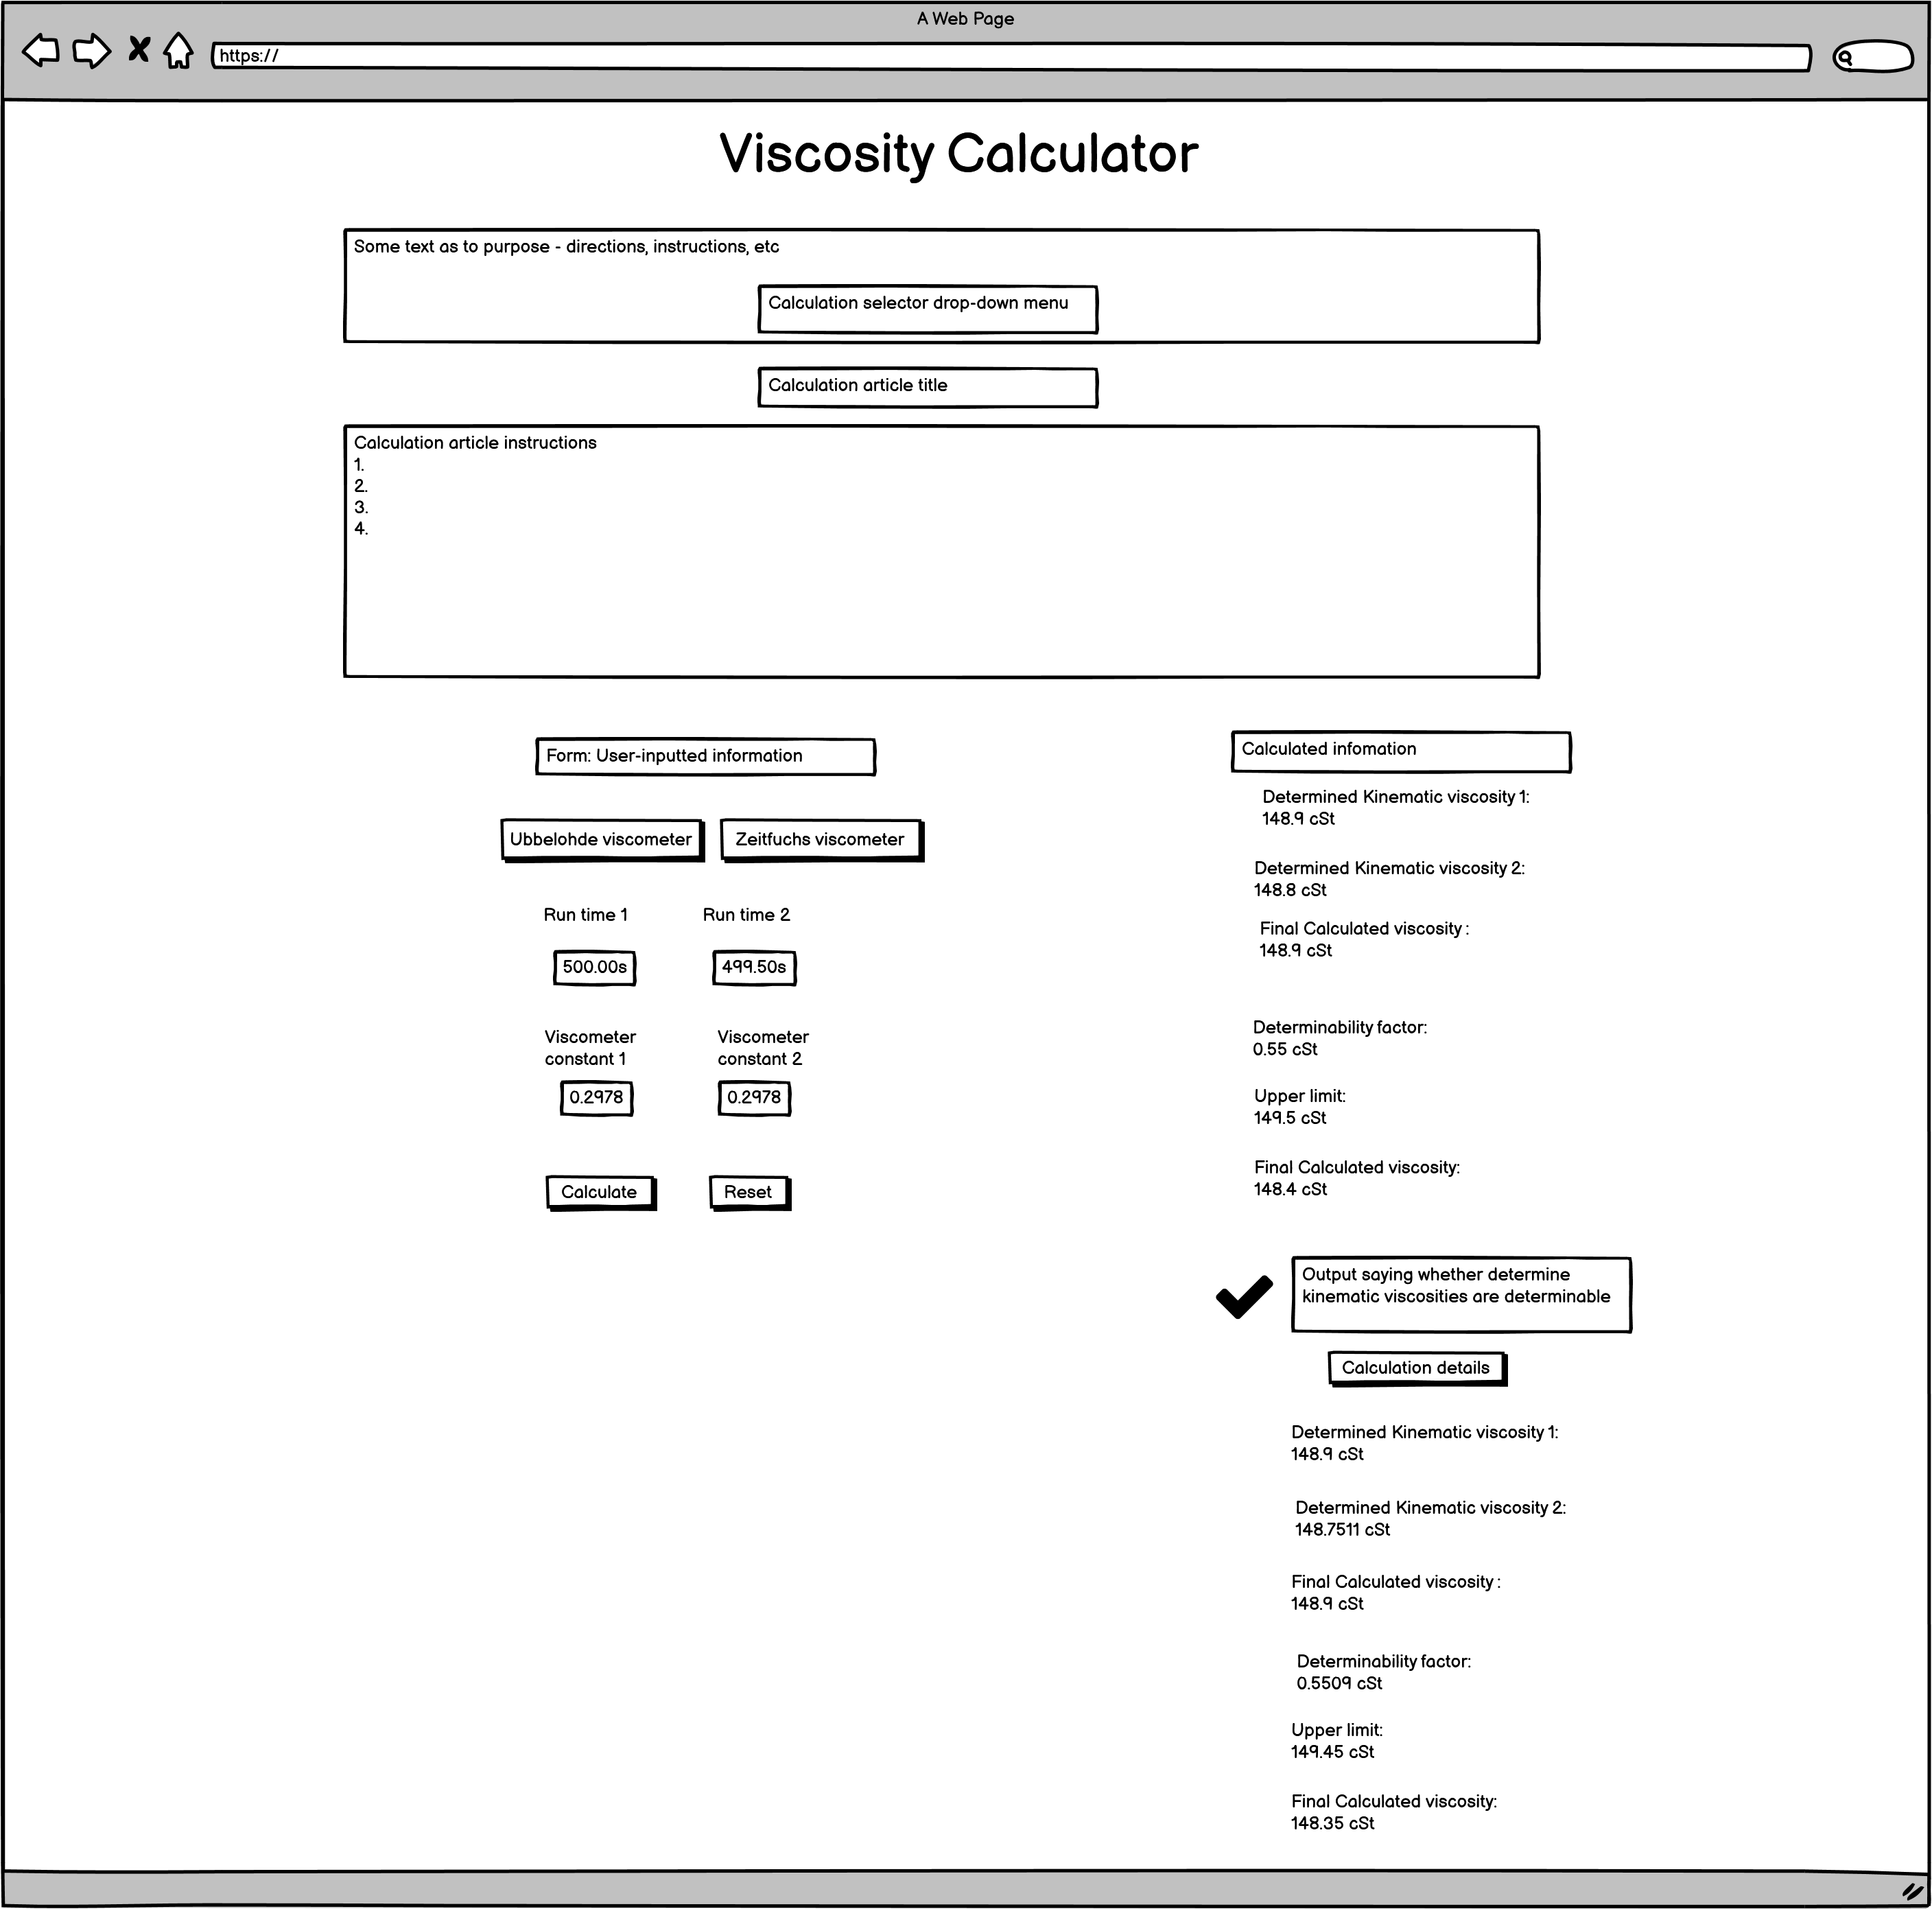 A Web Page
https://
Viscosity Calculator
Some text as to purpose - directions, instructions, etc
Calculation selector drop-down menu
Calculation article title
Calculation article instructions
1.
2.
3.
4.
Form: User-inputted information
Ubbelohde viscometer
Zeitfuchs viscometer
Run time 1
Run time 2
500.00s
499.50s
Viscometer
constant 1
Viscometer
constant 2
0.2978
0.2978
Calculate
Reset
Calculated infomation
Determined Kinematic viscosity 1:
148.9 cSt
Determined Kinematic viscosity 2:
148.8 cSt
Final Calculated viscosity :
148.9 cSt
Determinability factor:
0.55 cSt
Upper limit:
149.5 cSt
Final Calculated viscosity:
148.4 cSt
Output saying whether determine
kinematic viscosities are determinable
Calculation details
Determined Kinematic viscosity 1:
148.9 cSt
Determined Kinematic viscosity 2:
148.7511 cSt
Final Calculated viscosity :
148.9 cSt
Determinability factor:
0.5509 cSt
Upper limit:
149.45 cSt
Final Calculated viscosity:
148.35 cSt